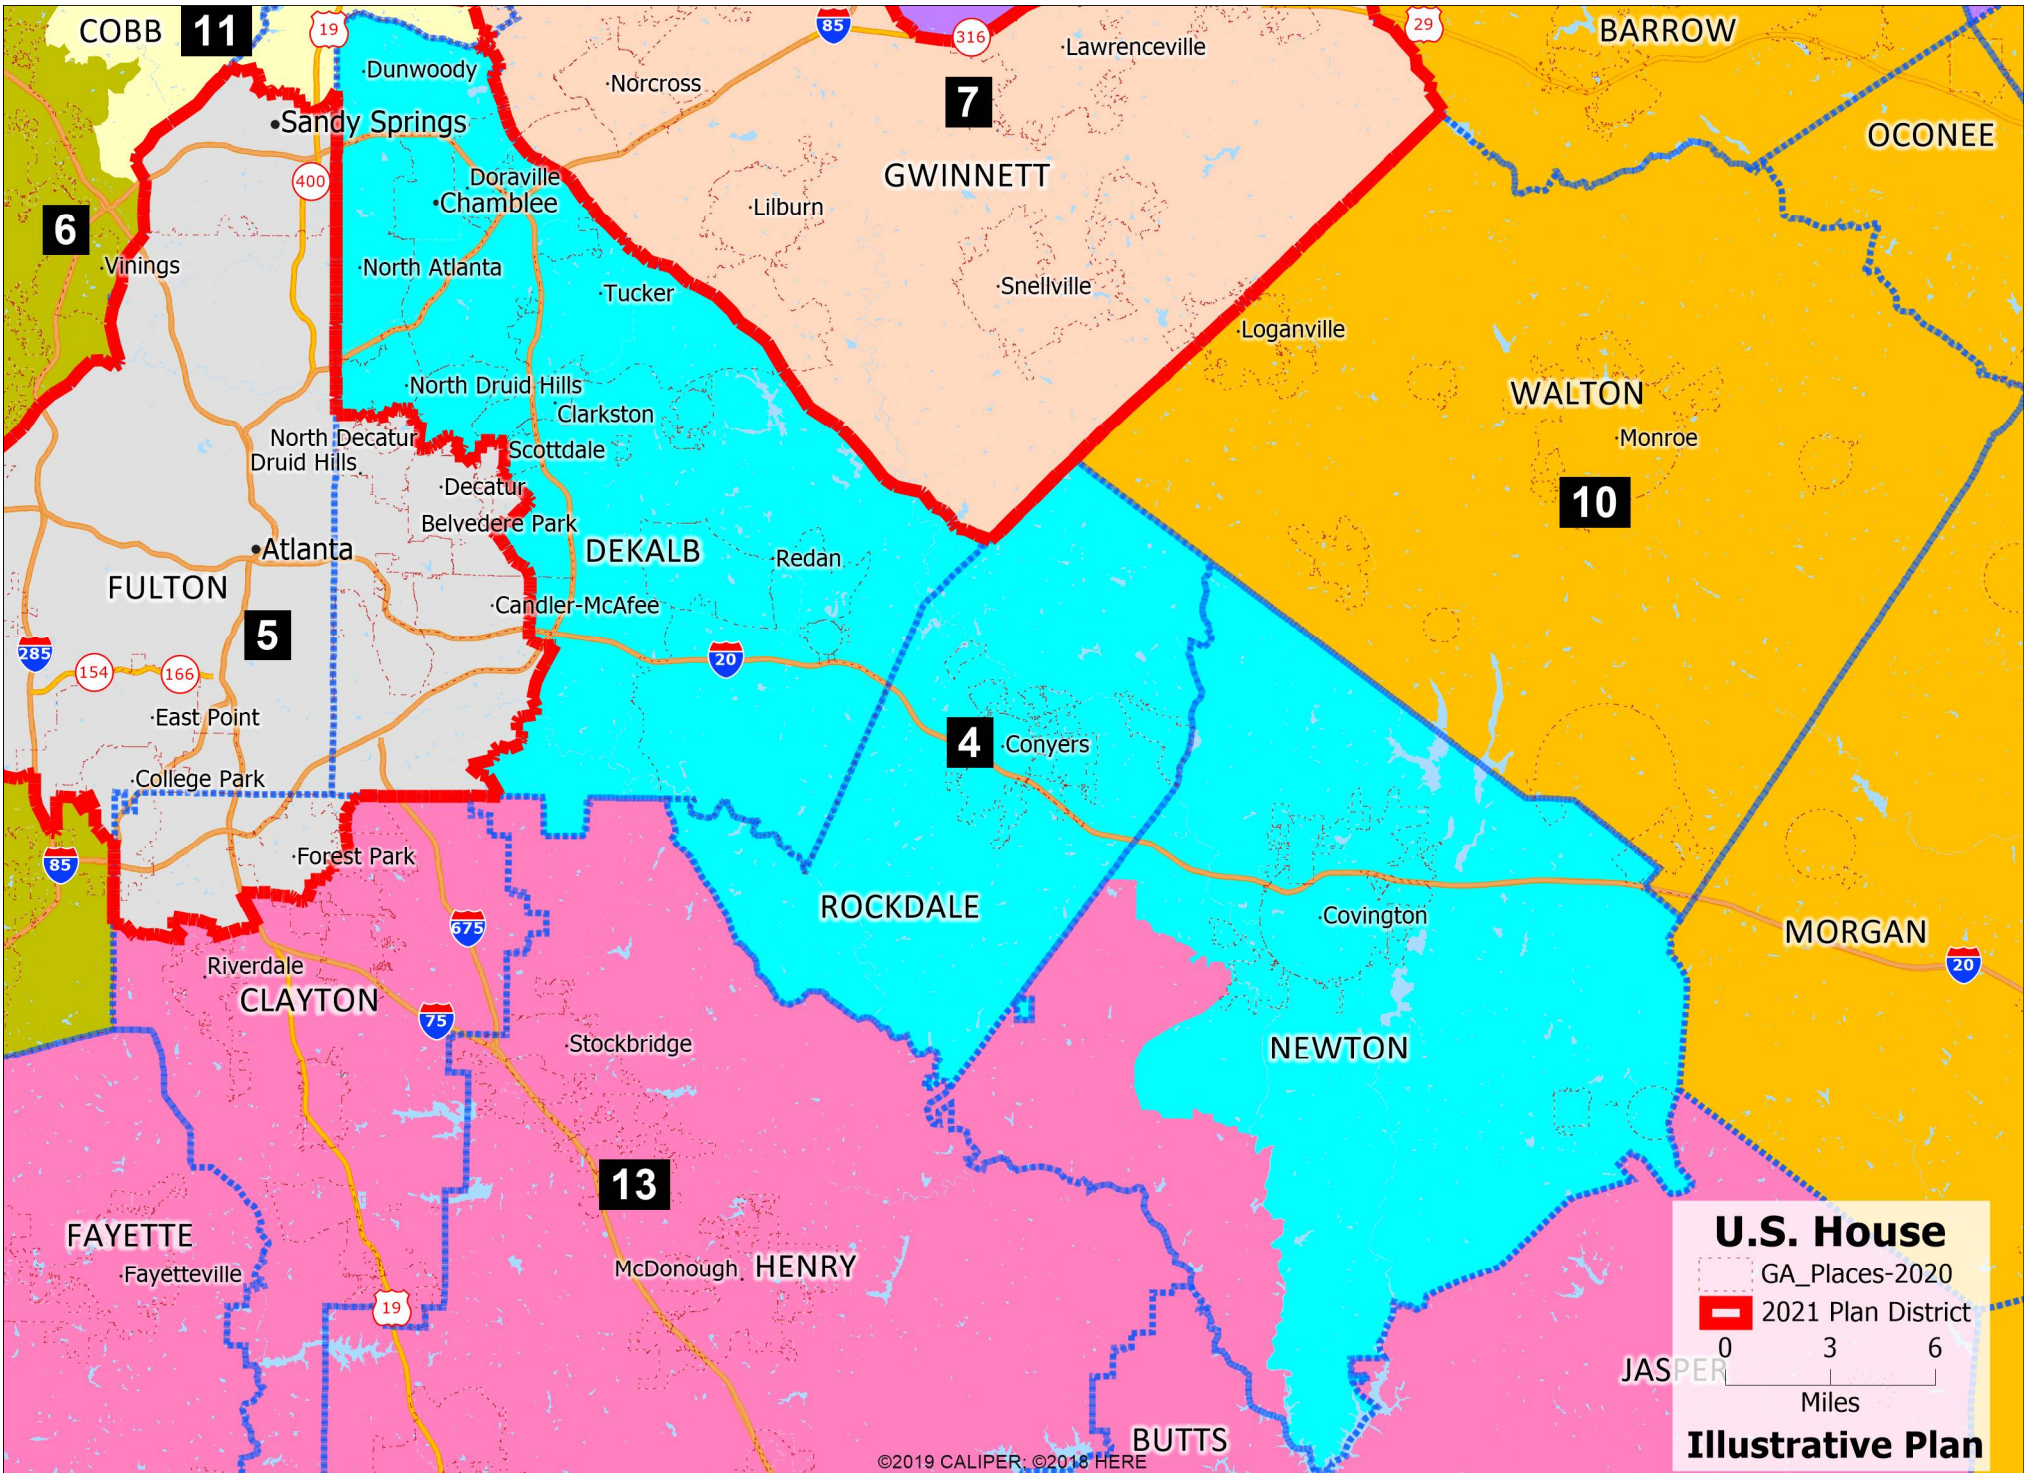 COBB
11
19
85
316
29
BARROW
Lawrenceville
Dunwoody
Norcross
7
Sandy Springs
OCONEE
400
Doraville
GWINNETT
Chamblee
Lilburn
6
Vinings
North Atlanta
Tucker
Snellville
Loganville
North Druid Hills
WALTON
Clarkston
North Decatur
Monroe
Druid Hills
Scottdale
Decatur
10
Belvedere Park
Atlanta
DEKALB
Redan
FULTON
Candler-McAfee
5
285
154
166
20
East Point
4
Conyers
College Park
85
Forest Park
ROCKDALE
Covington
675
MORGAN
20
Riverdale
CLAYTON
75
Stockbridge
NEWTON
13
FAYETTE
Fayetteville
McDonough
HENRY
19
U.S. House
GA_Places-2020
2021 Plan District
0 3 6
JASPER
Miles
BUTTS
Illustrative Plan
©2019 CALIPER; ©2018 HERE